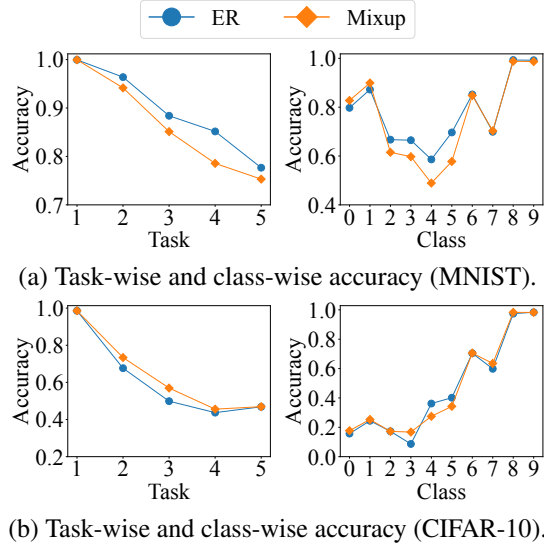 ER Mixup
1.0 0.9 0.8 0.7
Accuracy
1 2 3 4 5
Task
1.0 0.8 0.6 0.4
Accuracy
0 1 2 3 4 5 6 7 8 9
Class
(a) Task-wise and class-wise accuracy (MNIST).
1.0 0.8 0.6 0.4 0.2
Accuracy
1 2 3 4 5
Task
1.0 0.8 0.6 0.4 0.2 0.0
Accuracy
0 1 2 3 4 5 6 7 8 9
Class
(b) Task-wise and class-wise accuracy (CIFAR-10).